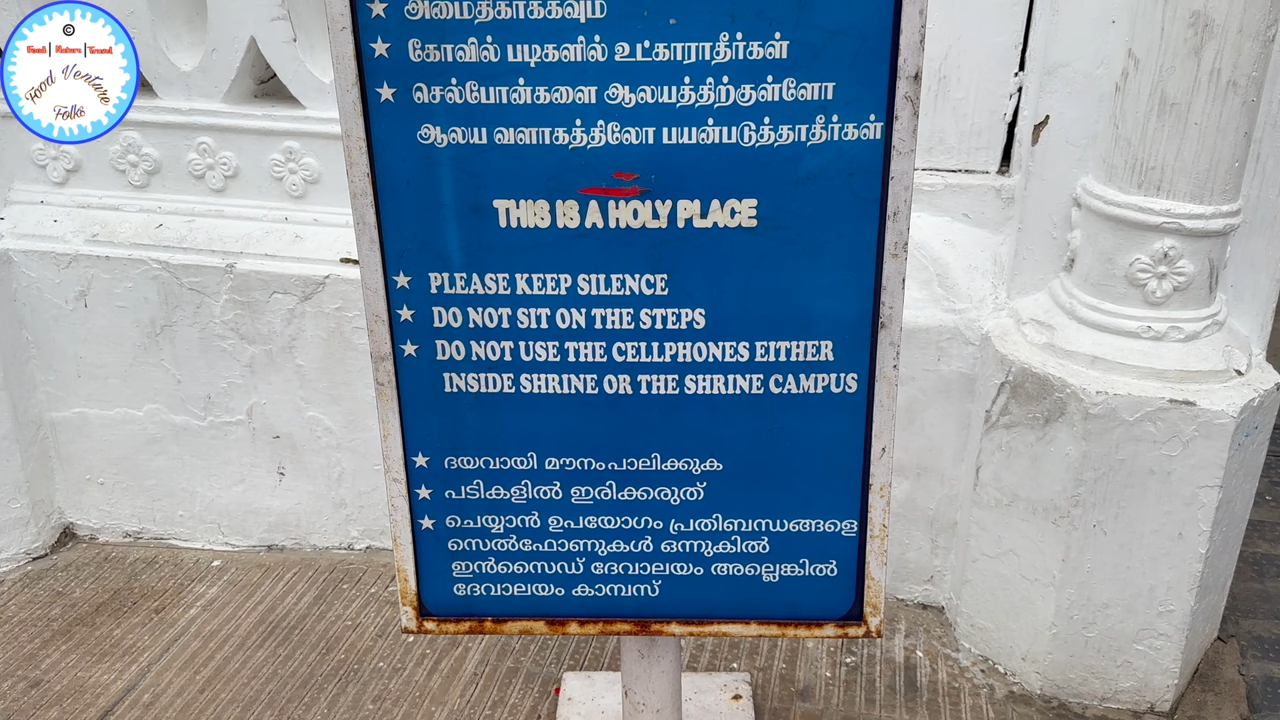 ©
Food | Nature | Travel
Food Venture
Folks
★ அமைதிகாக்கவும்
★ கோவில் படிகளில் உட்காராதீர்கள்
★ செல்போன்களை ஆலயத்திற்குள்ளோ
ஆலய வளாகத்திலோ பயன்படுத்தாதீர்கள்
THIS IS A HOLY PLACE
★ PLEASE KEEP SILENCE
★ DO NOT SIT ON THE STEPS
★ DO NOT USE THE CELLPHONES EITHER
INSIDE SHRINE OR THE SHRINE CAMPUS
★ ദയവായി മൗനംപാലിക്കുക
★ പടികളിൽ ഇരിക്കരുത്
★ ചെയ്യാൻ ഉപയോഗം പ്രതിബന്ധങ്ങളെ
സെൽഫോണുകൾ ഒന്നുകിൽ
ഇൻസൈഡ് ദേവാലയം അല്ലെങ്കിൽ
ദേവാലയം കാമ്പസ്